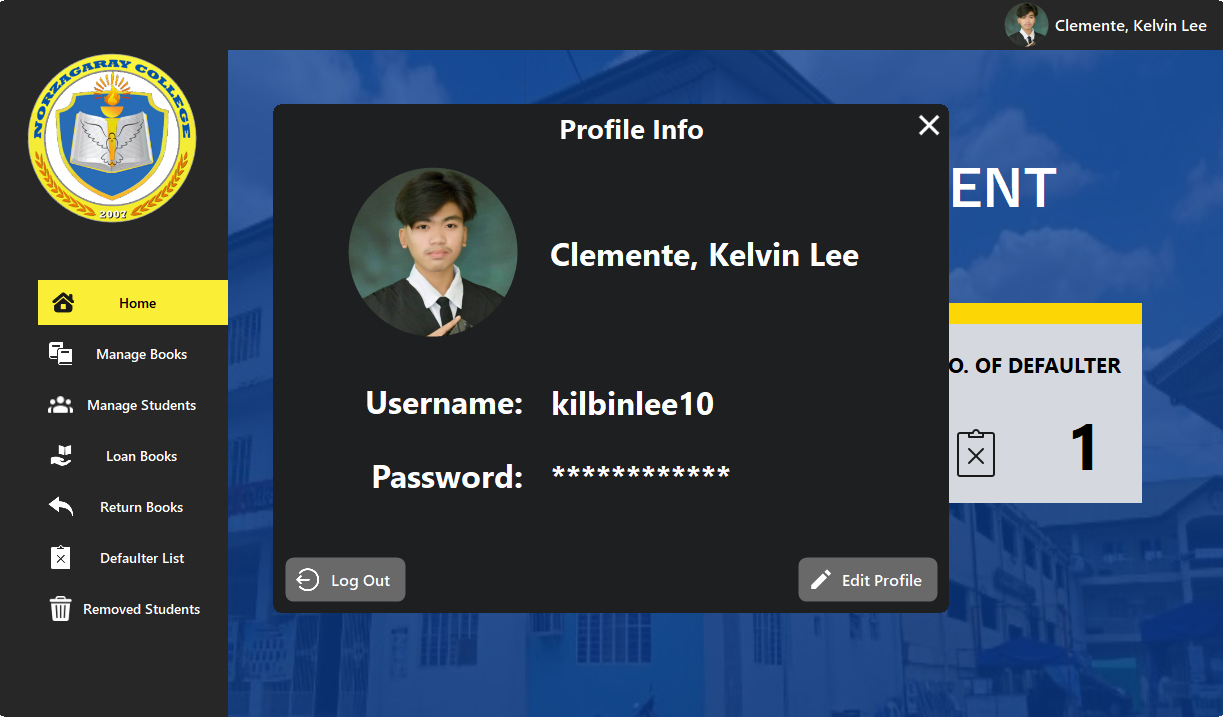 Clemente, Kelvin Lee
NORZAGARAY COLLEGE
2007
Profile Info
ENT
Clemente, Kelvin Lee
Home
Manage Books
O. OF DEFAULTER
Manage Students
Username: kilbinlee10
1
Loan Books
Password: ************
Return Books
Defaulter List
Log Out
Edit Profile
Removed Students